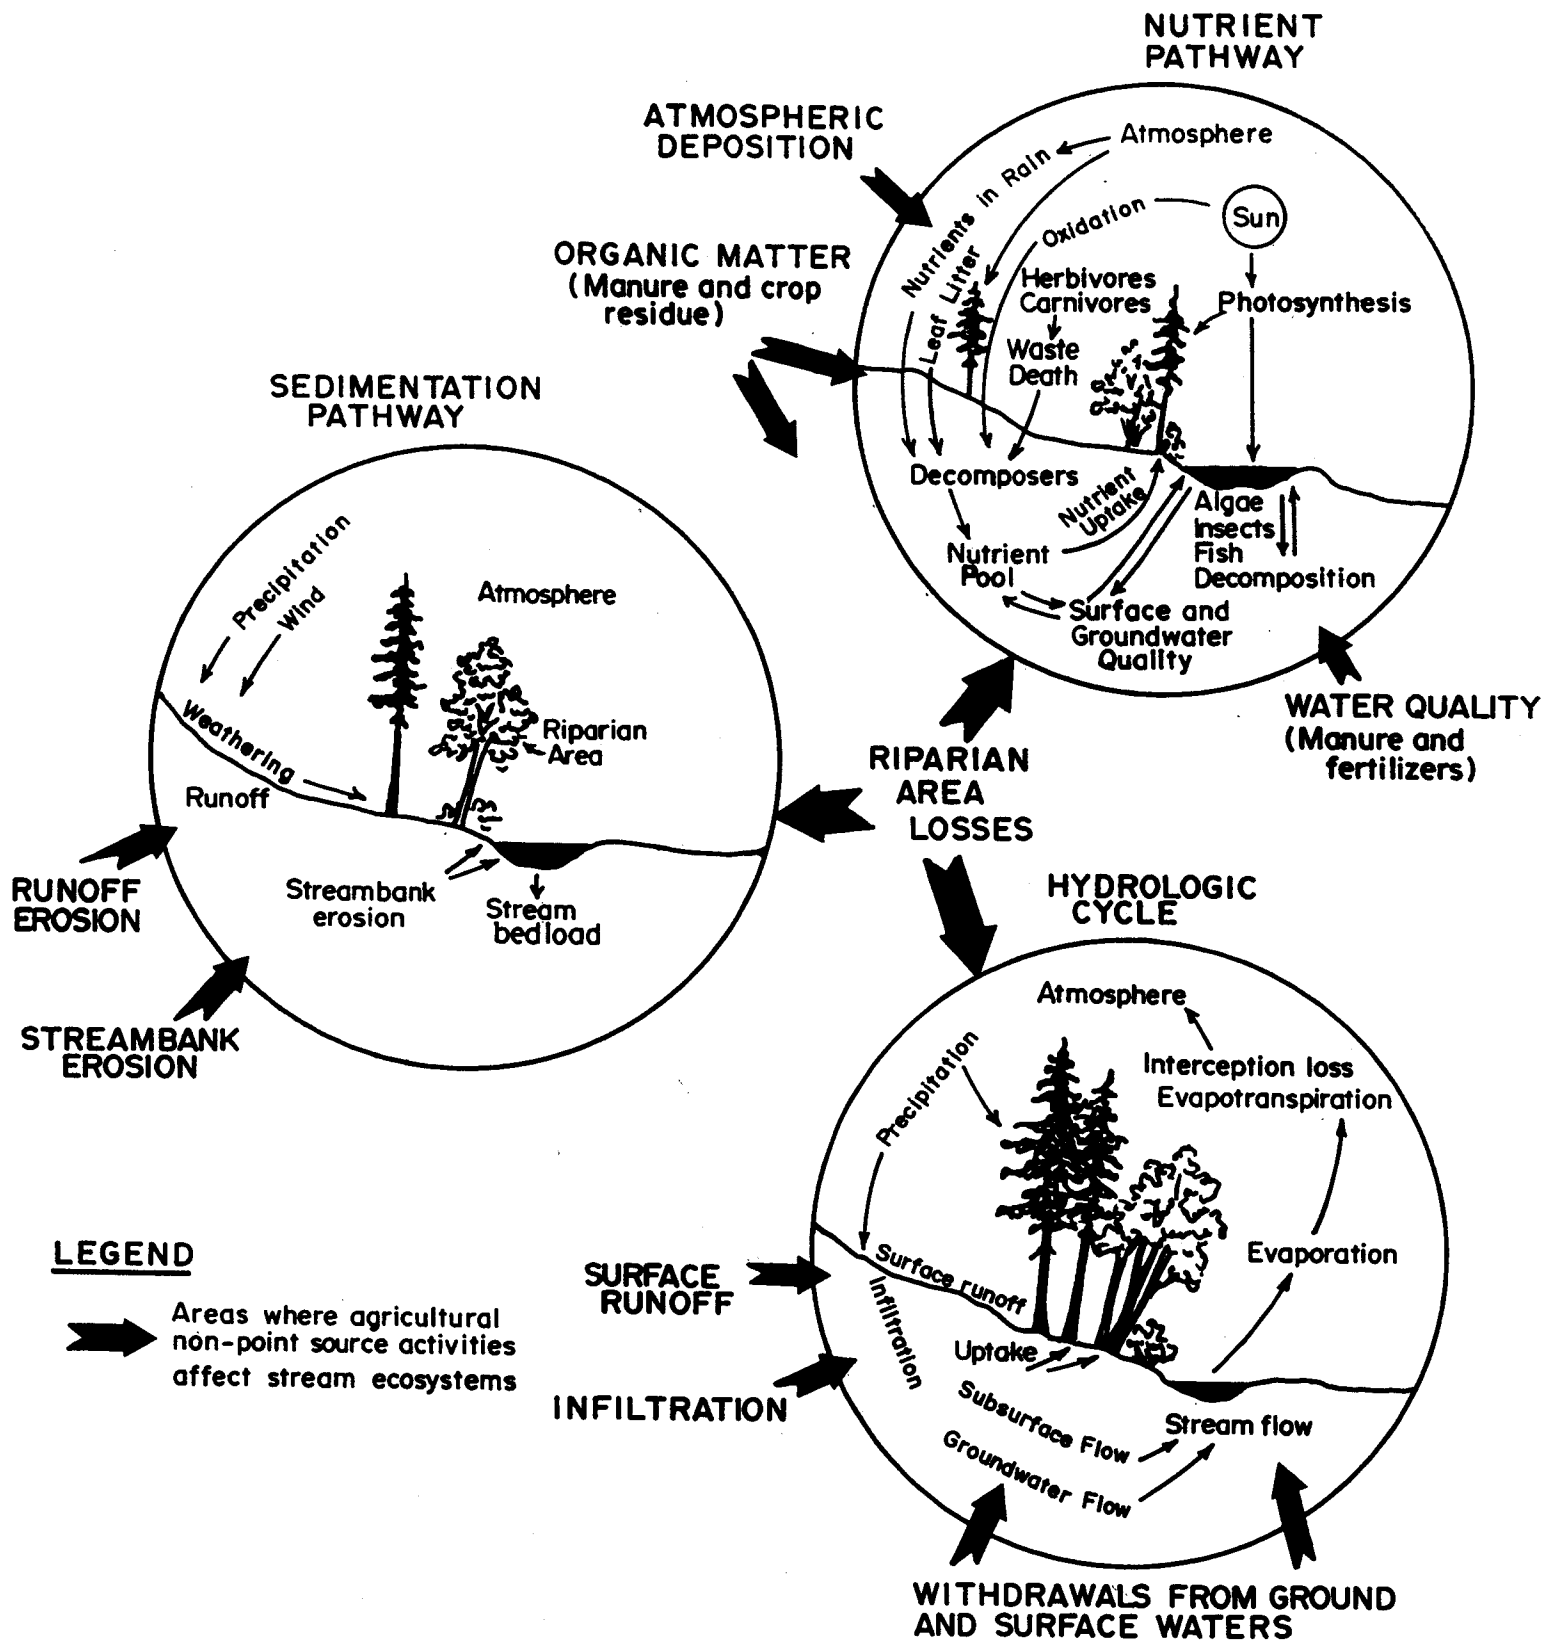 NUTRIENT
PATHWAY
ATMOSPHERIC
DEPOSITION
Atmosphere
Nutrients in Rain
Oxidation
Sun
ORGANIC MATTER
(Manure and crop
residue)
Leaf Litter
Herbivores
Carnivores
Photosynthesis
Waste
Death
Decomposers
Nutrient
Uptake
Algae
Insects
Fish
Decomposition
Nutrient
Pool
Surface and
Groundwater
Quality
WATER QUALITY
(Manure and
fertilizers)
SEDIMENTATION
PATHWAY
Precipitation
Wind
Atmosphere
Weathering
Riparian
Area
Runoff
Streambank
erosion
Stream
bedload
RUNOFF
EROSION
STREAMBANK
EROSION
RIPARIAN
AREA
LOSSES
HYDROLOGIC
CYCLE
Atmosphere
Precipitation
Interception loss
Evapotranspiration
Evaporation
Surface runoff
Infiltration
Uptake
Subsurface Flow
Groundwater Flow
Stream flow
SURFACE
RUNOFF
INFILTRATION
WITHDRAWALS FROM GROUND
AND SURFACE WATERS
LEGEND
Areas where agricultural
non-point source activities
affect stream ecosystems